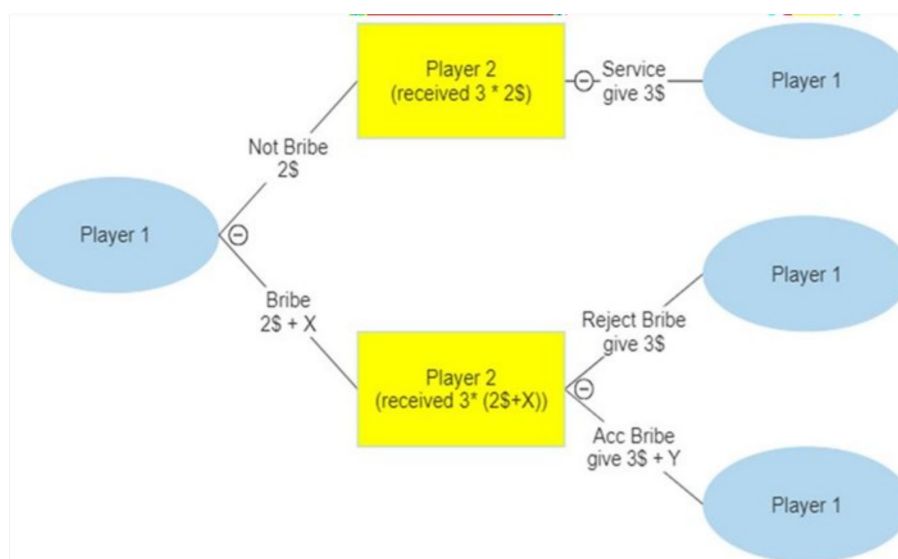 Player 2
(received 3 * 2$)
Service
give 3$
Player 1
Not Bribe
2$
Player 1
Bribe
2$ + X
Player 2
(received 3* (2$+X))
Reject Bribe
give 3$
Player 1
Acc Bribe
give 3$ + Y
Player 1